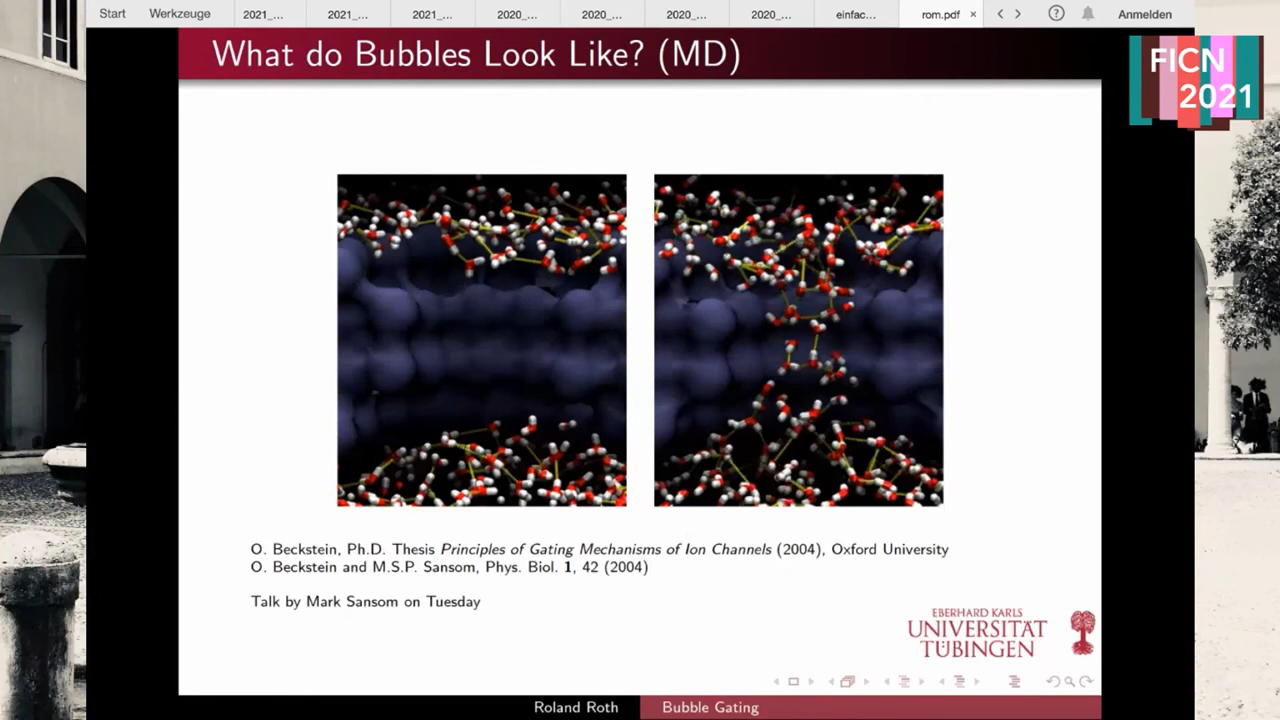 Start Werkzeuge 2021_... 2021_... 2021_... 2020_... 2020_... 2020_... 2020_... einfac... rom.pdf × Anmelden
What do Bubbles Look Like? (MD)
FICN
2021
O. Beckstein, Ph.D. Thesis Principles of Gating Mechanisms of Ion Channels (2004), Oxford University
O. Beckstein and M.S.P. Sansom, Phys. Biol. 1, 42 (2004)
Talk by Mark Sansom on Tuesday
EBERHARD KARLS
UNIVERSITÄT
TÜBINGEN
Roland Roth Bubble Gating